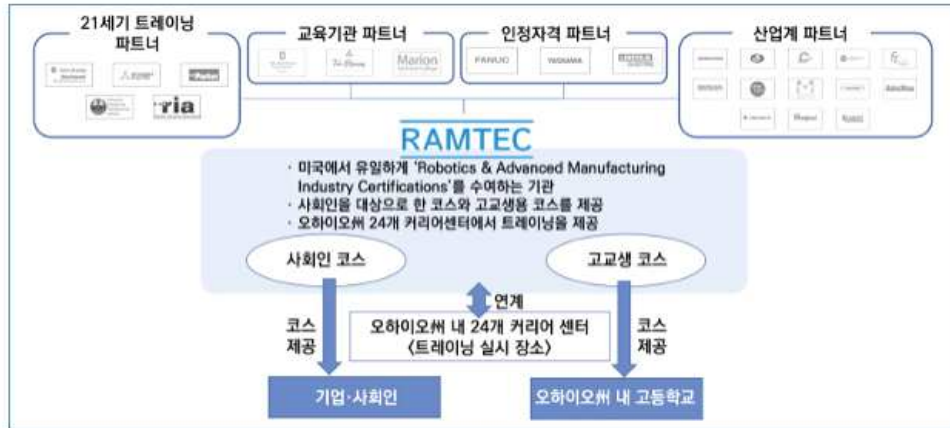 21세기 트레이닝
파트너
교육기관 파트너
인정자격 파트너
산업계 파트너
Marion
FANUC
YASKAWA
Parker
ria
RAMTEC
· 미국에서 유일하게 ‘Robotics & Advanced Manufacturing
Industry Certifications’를 수여하는 기관
· 사회인을 대상으로 한 코스와 고교생용 코스를 제공
· 오하이오州 24개 커리어센터에서 트레이닝을 제공
사회인 코스
고교생 코스
연계
코스
제공
오하이오州 내 24개 커리어 센터
〈트레이닝 실시 장소〉
코스
제공
기업·사회인
오하이오州 내 고등학교